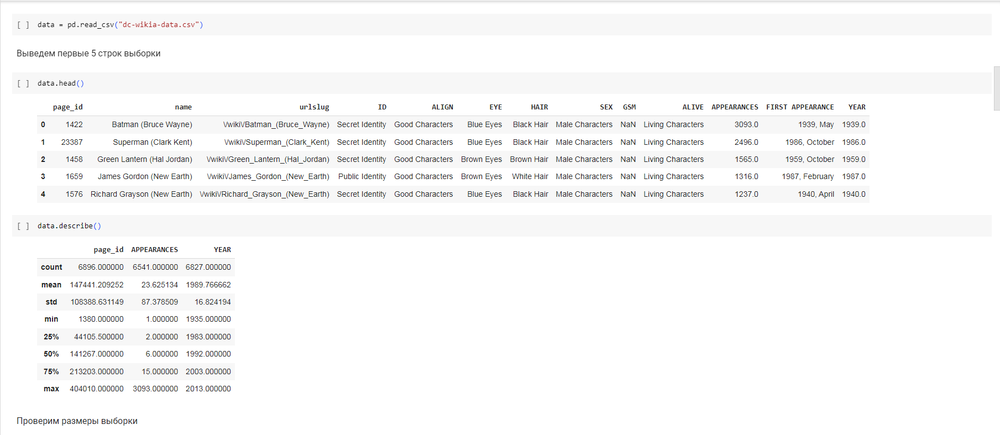 [ ] data = pd.read_csv("dc-wikia-data.csv")
Выведем первые 5 строк выборки
[ ] data.head()
page_id name urlslug ID ALIGN EYE HAIR SEX GSM ALIVE APPEARANCES FIRST APPEARANCE YEAR
0 1422 Batman (Bruce Wayne) \/wiki\/Batman_(Bruce_Wayne) Secret Identity Good Characters Blue Eyes Black Hair Male Characters NaN Living Characters 3093.0 1939, May 1939.0
1 23387 Superman (Clark Kent) \/wiki\/Superman_(Clark_Kent) Secret Identity Good Characters Blue Eyes Black Hair Male Characters NaN Living Characters 2496.0 1986, October 1986.0
2 1458 Green Lantern (Hal Jordan) \/wiki\/Green_Lantern_(Hal_Jordan) Secret Identity Good Characters Brown Eyes Brown Hair Male Characters NaN Living Characters 1565.0 1959, October 1959.0
3 1659 James Gordon (New Earth) \/wiki\/James_Gordon_(New_Earth) Public Identity Good Characters Brown Eyes White Hair Male Characters NaN Living Characters 1316.0 1987, February 1987.0
4 1576 Richard Grayson (New Earth) \/wiki\/Richard_Grayson_(New_Earth) Secret Identity Good Characters Blue Eyes Black Hair Male Characters NaN Living Characters 1237.0 1940, April 1940.0
[ ] data.describe()
page_id APPEARANCES YEAR
count 6896.000000 6541.000000 6827.000000
mean 147441.209252 23.625134 1989.766662
std 108388.631149 87.378509 16.824194
min 1380.000000 1.000000 1935.000000
25% 44105.500000 2.000000 1983.000000
50% 141267.000000 6.000000 1992.000000
75% 213203.000000 15.000000 2003.000000
max 404010.000000 3093.000000 2013.000000
Проверим размеры выборки